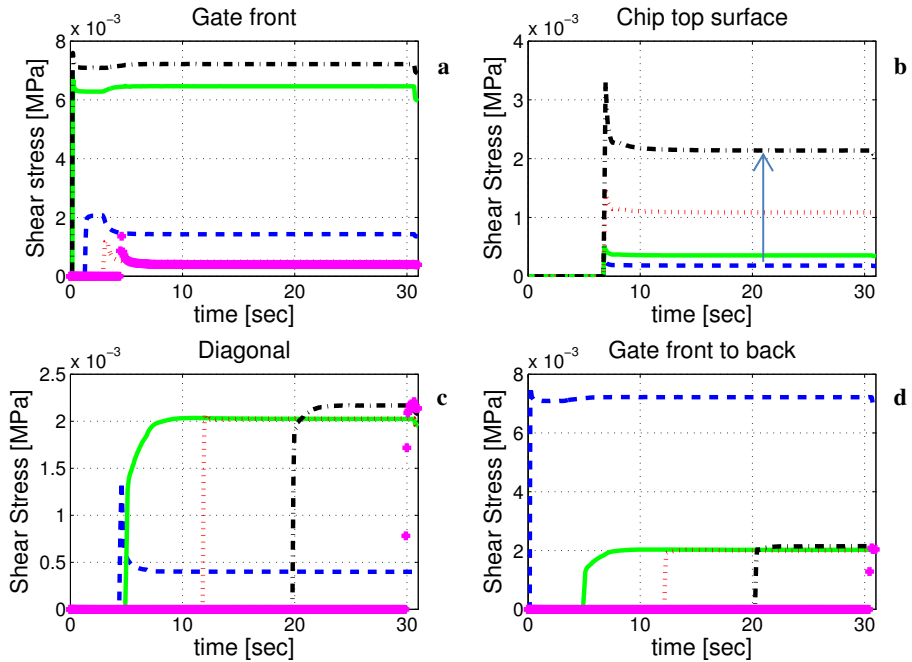 Gate front
x 10⁻³
8
6
4
2
0
0 10 20 30
Shear stress [MPa]
time [sec]
a
Chip top surface
x 10⁻³
4
3
2
1
0
0 10 20 30
Shear Stress [MPa]
time [sec]
b
Diagonal
x 10⁻³
2.5
2
1.5
1
0.5
0
0 10 20 30
Shear Stress [MPa]
time [sec]
c
Gate front to back
x 10⁻³
8
6
4
2
0
0 10 20 30
Shear Stress [MPa]
time [sec]
d